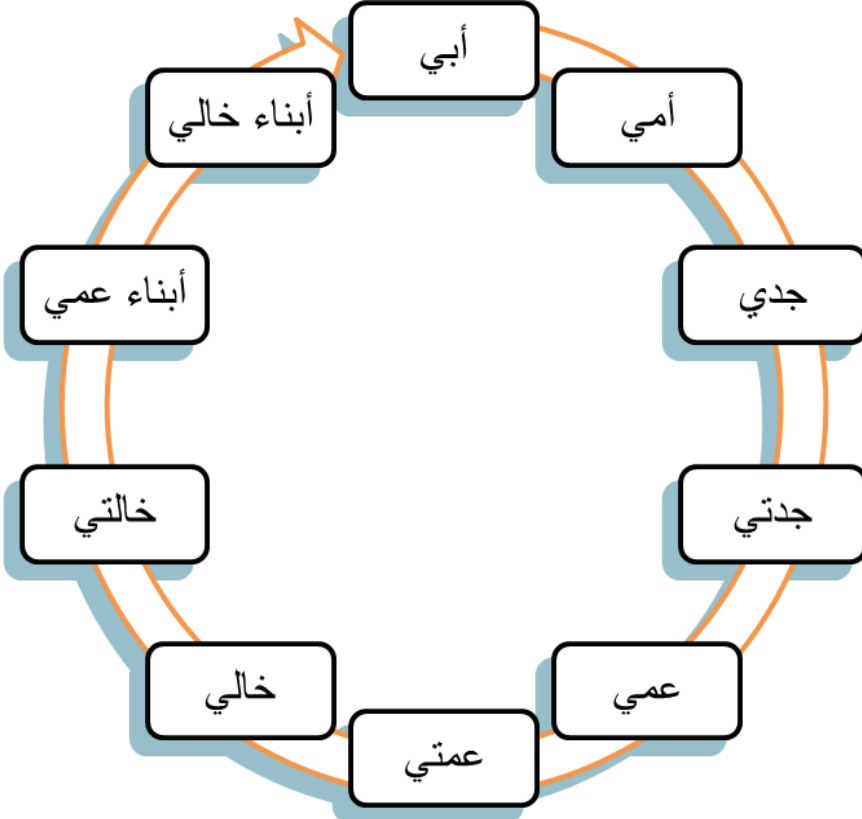 أبي
أمي
جدي
جدتي
عمي
عمتي
خالي
خالتي
أبناء عمي
أبناء خالي